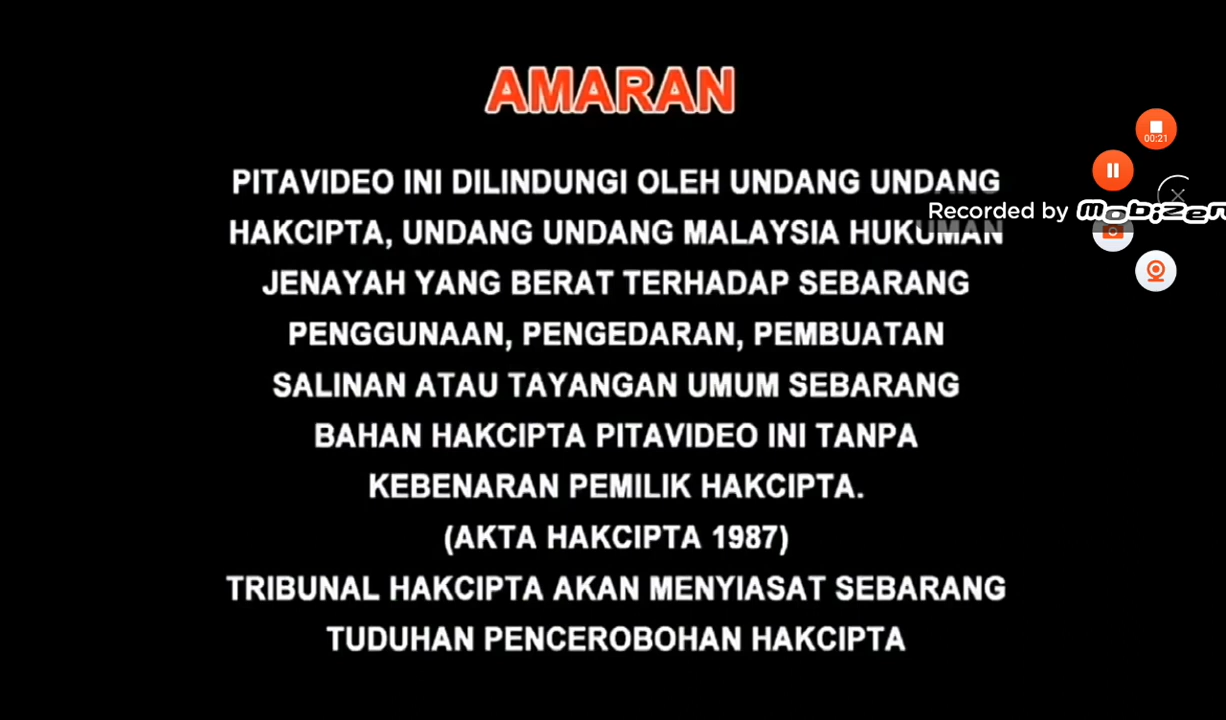 AMARAN
PITAVIDEO INI DILINDUNGI OLEH UNDANG UNDANG
HAKCIPTA, UNDANG UNDANG MALAYSIA HUKUMAN
JENAYAH YANG BERAT TERHADAP SEBARANG
PENGGUNAAN, PENGEDARAN, PEMBUATAN
SALINAN ATAU TAYANGAN UMUM SEBARANG
BAHAN HAKCIPTA PITAVIDEO INI TANPA
KEBENARAN PEMILIK HAKCIPTA.
(AKTA HAKCIPTA 1987)
TRIBUNAL HAKCIPTA AKAN MENYIASAT SEBARANG
TUDUHAN PENCEROBOHAN HAKCIPTA
00:21
Recorded by mobizen